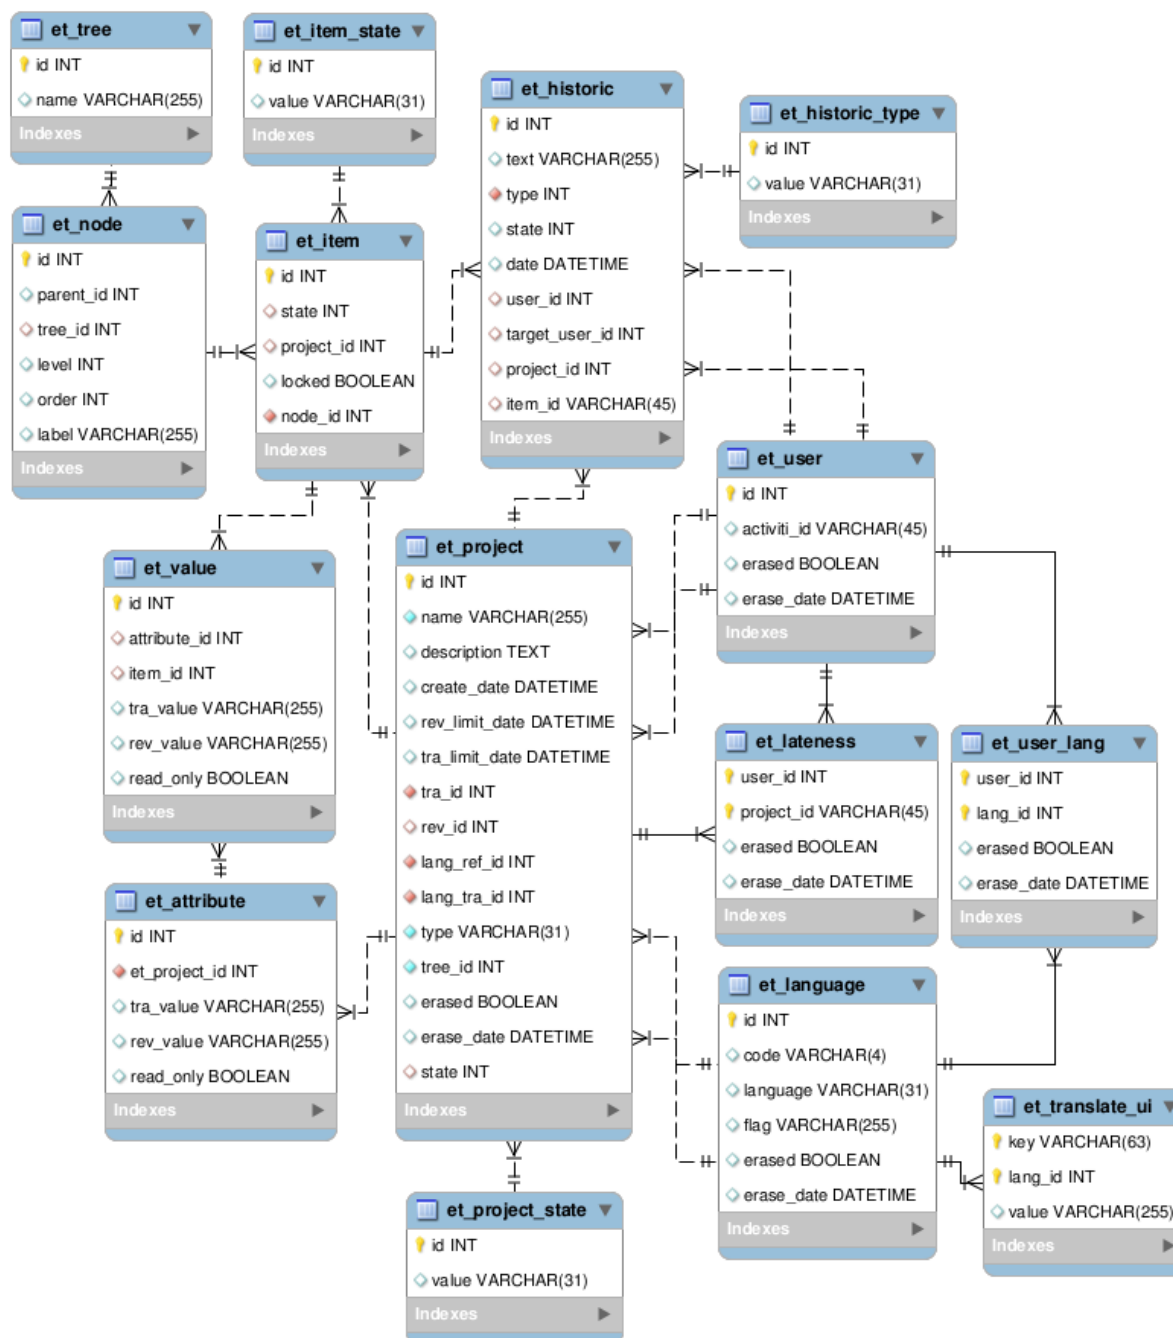 et_tree
id INT
name VARCHAR(255)
Indexes
et_item_state
id INT
value VARCHAR(31)
Indexes
et_historic
id INT
text VARCHAR(255)
type INT
state INT
date DATETIME
user_id INT
target_user_id INT
project_id INT
item_id VARCHAR(45)
Indexes
et_historic_type
id INT
value VARCHAR(31)
Indexes
et_node
id INT
parent_id INT
tree_id INT
level INT
order INT
label VARCHAR(255)
Indexes
et_item
id INT
state INT
project_id INT
locked BOOLEAN
node_id INT
Indexes
et_user
id INT
activiti_id VARCHAR(45)
erased BOOLEAN
erase_date DATETIME
Indexes
et_value
id INT
attribute_id INT
item_id INT
tra_value VARCHAR(255)
rev_value VARCHAR(255)
read_only BOOLEAN
Indexes
et_project
id INT
name VARCHAR(255)
description TEXT
create_date DATETIME
rev_limit_date DATETIME
tra_limit_date DATETIME
tra_id INT
rev_id INT
lang_ref_id INT
lang_tra_id INT
type VARCHAR(31)
tree_id INT
erased BOOLEAN
erase_date DATETIME
state INT
Indexes
et_lateness
user_id INT
project_id VARCHAR(45)
erased BOOLEAN
erase_date DATETIME
Indexes
et_user_lang
user_id INT
lang_id INT
erased BOOLEAN
erase_date DATETIME
Indexes
et_attribute
id INT
et_project_id INT
tra_value VARCHAR(255)
rev_value VARCHAR(255)
read_only BOOLEAN
Indexes
et_language
id INT
code VARCHAR(4)
language VARCHAR(31)
flag VARCHAR(255)
erased BOOLEAN
erase_date DATETIME
Indexes
et_translate_ui
key VARCHAR(63)
lang_id INT
value VARCHAR(255)
Indexes
et_project_state
id INT
value VARCHAR(31)
Indexes